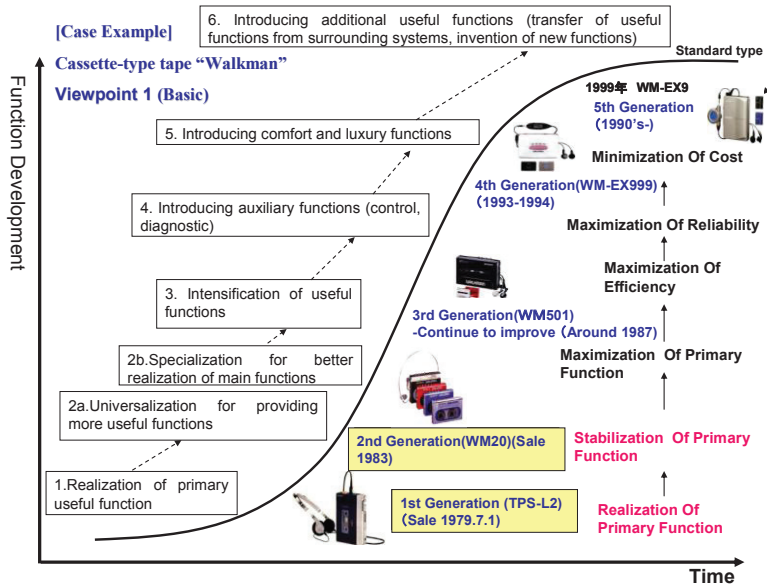 6. Introducing additional useful functions (transfer of useful
functions from surrounding systems, invention of new functions)
[Case Example]
Cassette-type tape “Walkman”
Viewpoint 1 (Basic)
Standard type
1999年 WM-EX9
5th Generation
(1990's-)
5. Introducing comfort and luxury functions
Minimization Of Cost
4th Generation(WM-EX999)
(1993-1994)
4. Introducing auxiliary functions (control,
diagnostic)
Maximization Of Reliability
Maximization Of
Efficiency
3. Intensification of useful
functions
3rd Generation(WM501)
-Continue to improve (Around 1987)
2b.Specialization for better
realization of main functions
Maximization Of Primary
Function
2a.Universalization for providing
more useful functions
2nd Generation(WM20)(Sale
1983)
Stabilization Of Primary
Function
1.Realization of primary
useful function
1st Generation (TPS-L2)
(Sale 1979.7.1)
Realization Of
Primary Function
Function Development
Time